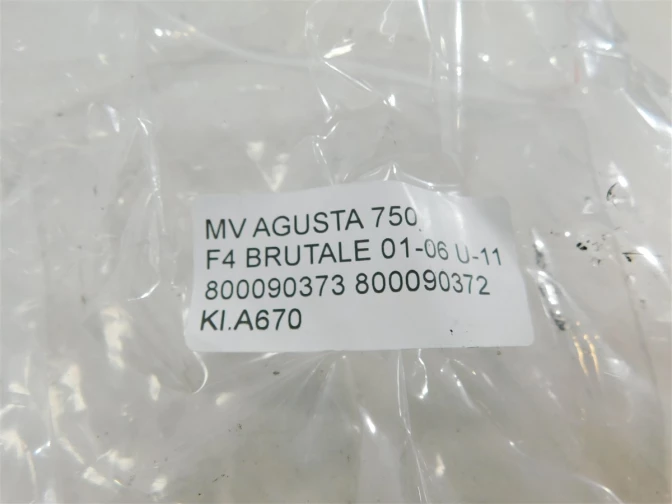 MV AGUSTA 750
F4 BRUTALE 01-06 U-11
800090373 800090372
KI.A670